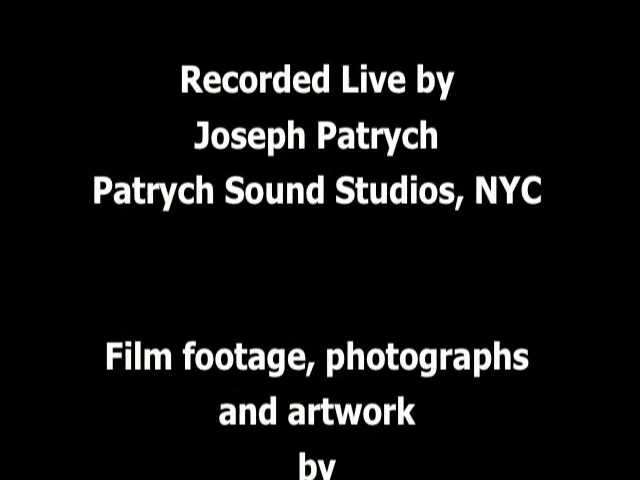 Recorded Live by
Joseph Patrych
Patrych Sound Studios, NYC
Film footage, photographs
and artwork
by